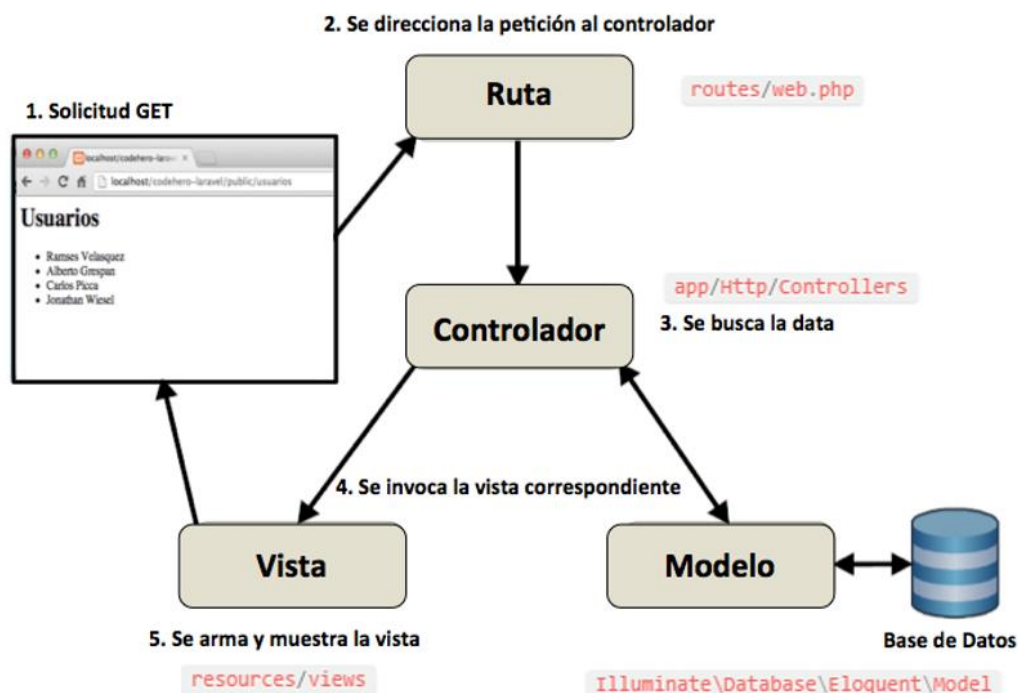 2. Se direcciona la petición al controlador
Ruta
routes/web.php
1. Solicitud GET
localhost/codehero-larav
localhost/codehero-laravel/public/usuarios
Usuarios
• Ramses Velasquez
• Alberto Grespan
• Carlos Picca
• Jonathan Wiesel
app/Http/Controllers
Controlador
3. Se busca la data
4. Se invoca la vista correspondiente
Vista
Modelo
5. Se arma y muestra la vista
Base de Datos
resources/views
Illuminate\Database\Eloquent\Model